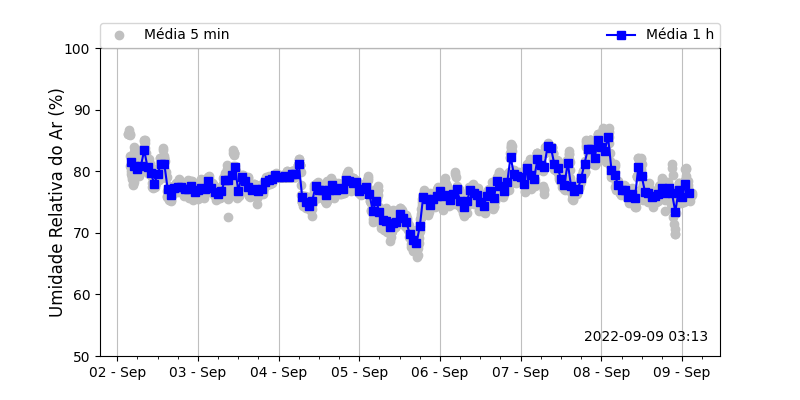 Média 5 min
Média 1 h
Umidade Relativa do Ar (%)
100
90
80
70
60
50
2022-09-09 03:13
02 - Sep
03 - Sep
04 - Sep
05 - Sep
06 - Sep
07 - Sep
08 - Sep
09 - Sep